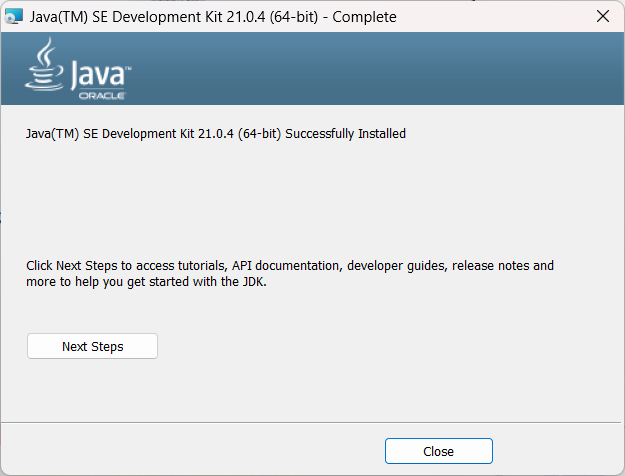 Java(TM) SE Development Kit 21.0.4 (64-bit) - Complete
Java™
ORACLE
Java(TM) SE Development Kit 21.0.4 (64-bit) Successfully Installed
Click Next Steps to access tutorials, API documentation, developer guides, release notes and
more to help you get started with the JDK.
Next Steps
Close